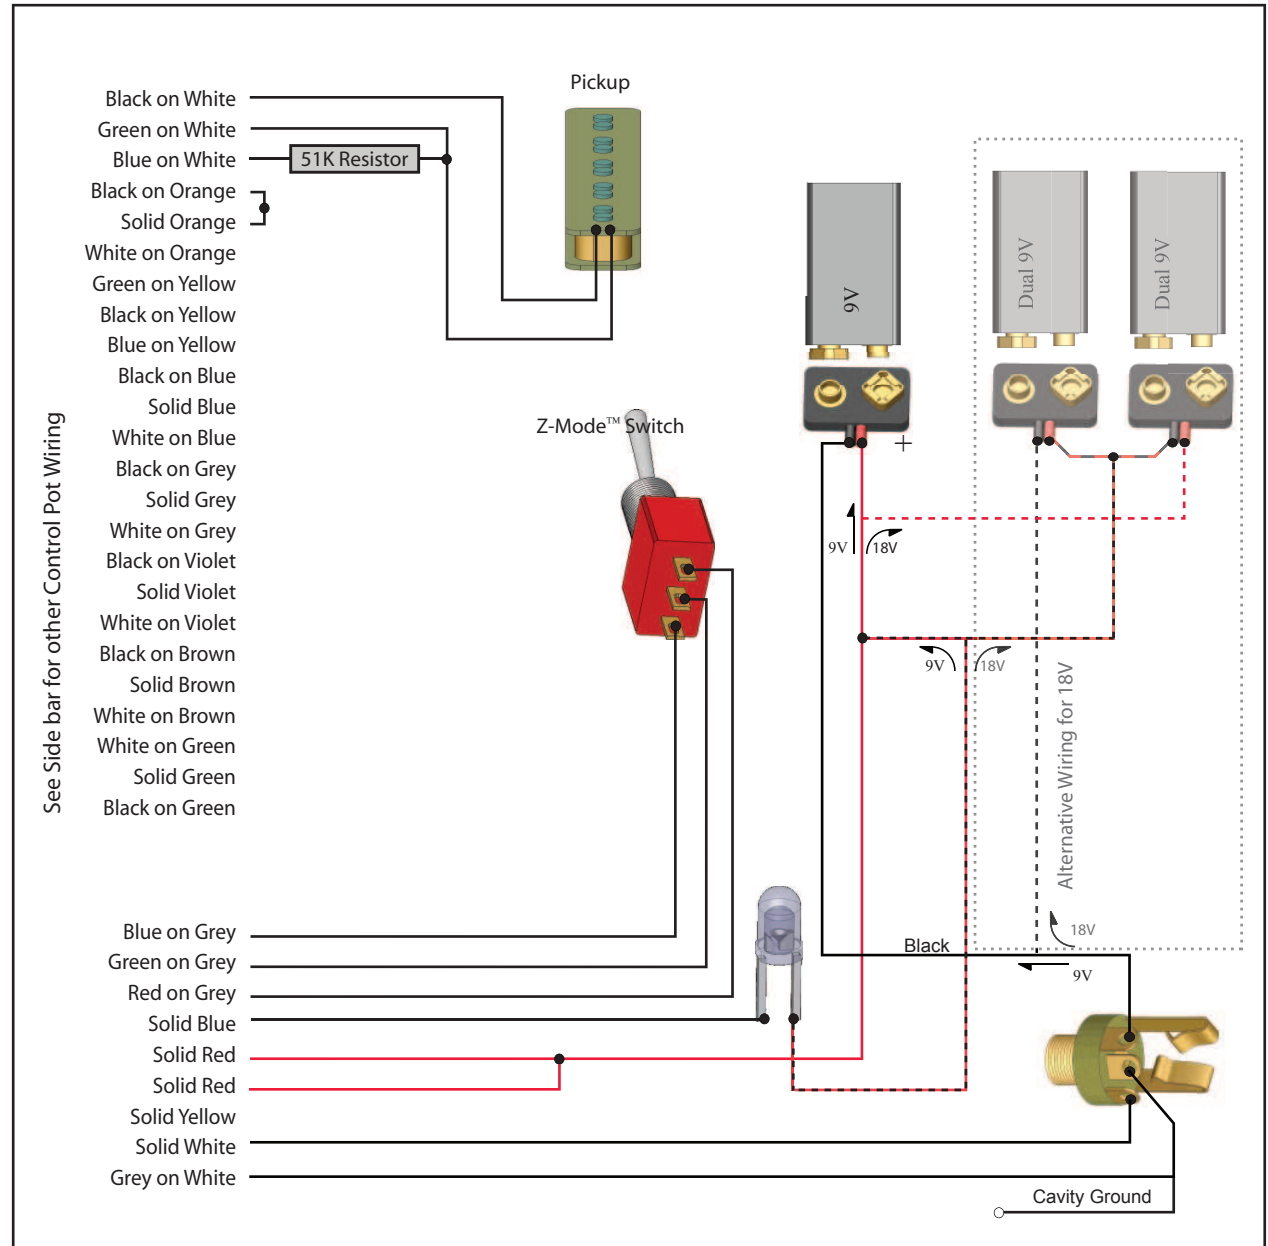 Pickup
Black on White
Green on White
Blue on White
51K Resistor
Black on Orange
Solid Orange
White on Orange
Green on Yellow
Black on Yellow
Blue on Yellow
Black on Blue
Solid Blue
White on Blue
Black on Grey
Solid Grey
White on Grey
Black on Violet
Solid Violet
White on Violet
Black on Brown
Solid Brown
White on Brown
White on Green
Solid Green
Black on Green
See Side bar for other Control Pot Wiring
Z-Mode™ Switch
9V
+
Dual 9V
Dual 9V
9V
18V
9V
18V
Alternative Wiring for 18V
18V
Black
9V
Blue on Grey
Green on Grey
Red on Grey
Solid Blue
Solid Red
Solid Red
Solid Yellow
Solid White
Grey on White
Cavity Ground